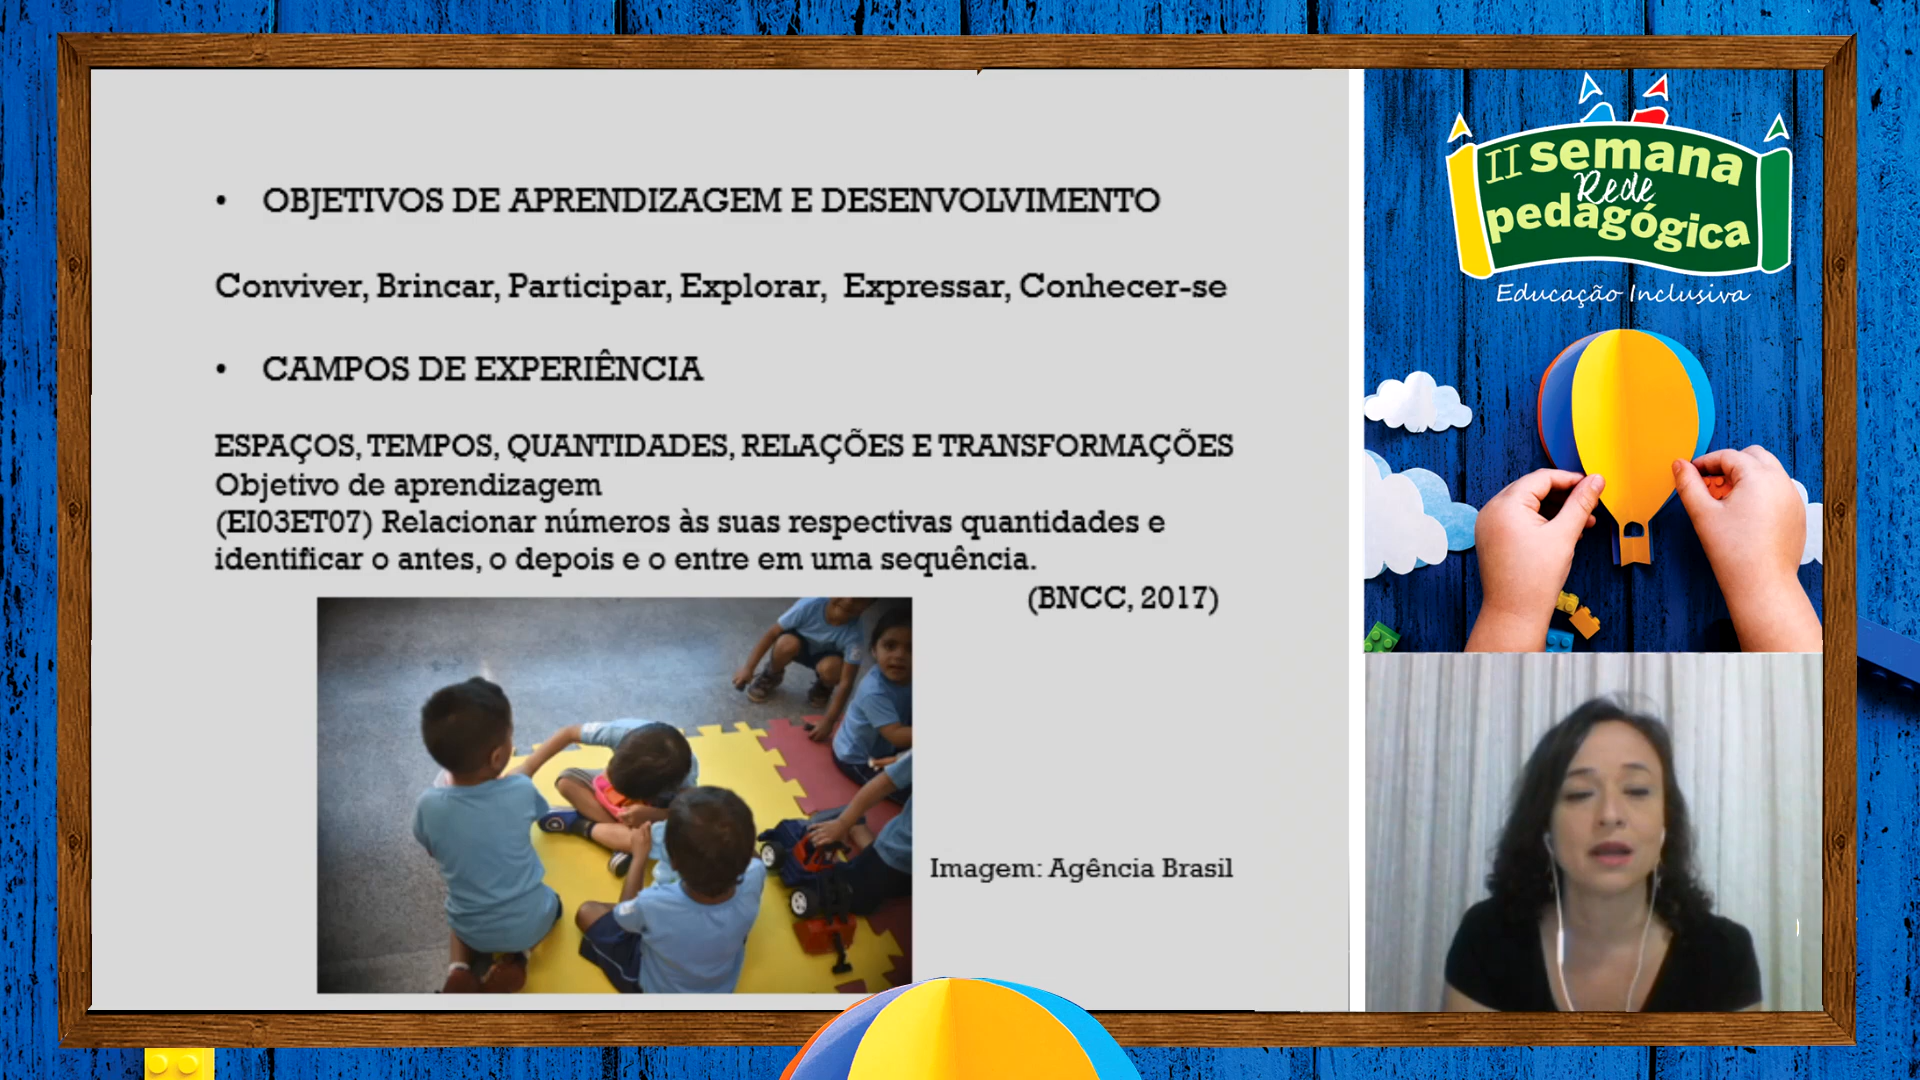 • OBJETIVOS DE APRENDIZAGEM E DESENVOLVIMENTO
Conviver, Brincar, Participar, Explorar, Expressar, Conhecer-se
• CAMPOS DE EXPERIÊNCIA
ESPAÇOS, TEMPOS, QUANTIDADES, RELAÇÕES E TRANSFORMAÇÕES
Objetivo de aprendizagem
(EI03ET07) Relacionar números às suas respectivas quantidades e
identificar o antes, o depois e o entre em uma sequência.
(BNCC, 2017)
Imagem: Agência Brasil
II semana
Rede
pedagógica
Educação Inclusiva